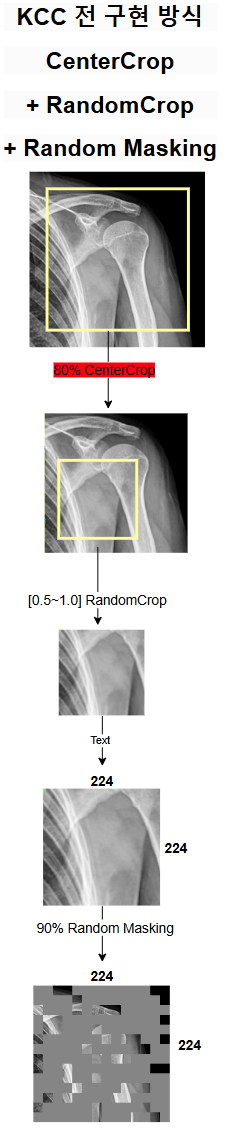 KCC 전 구현 방식
CenterCrop
+ RandomCrop
+ Random Masking
80% CenterCrop
[0.5~1.0] RandomCrop
Text
224
224
90% Random Masking
224
224